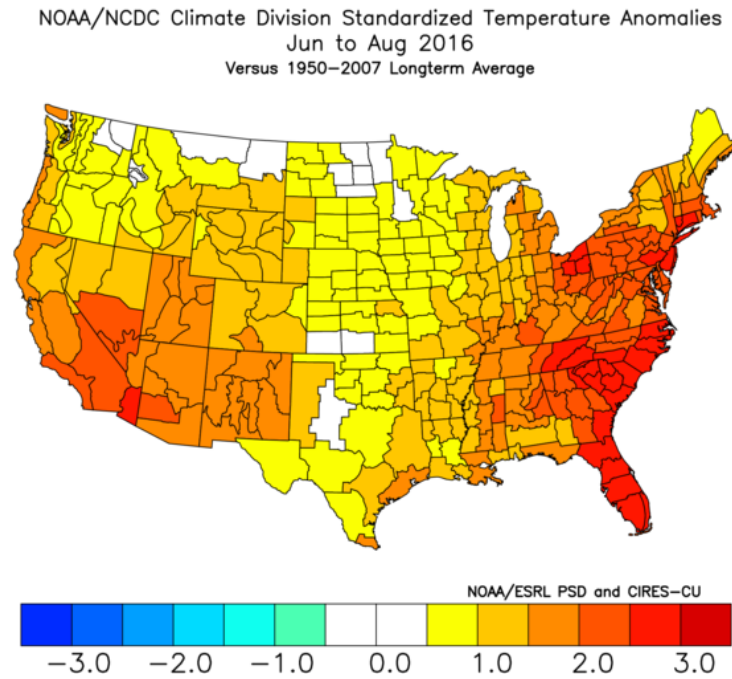 NOAA/NCDC Climate Division Standardized Temperature Anomalies
Jun to Aug 2016
Versus 1950-2007 Longterm Average
NOAA/ESRL PSD and CIRES-CU
-3.0 -2.0 -1.0 0.0 1.0 2.0 3.0